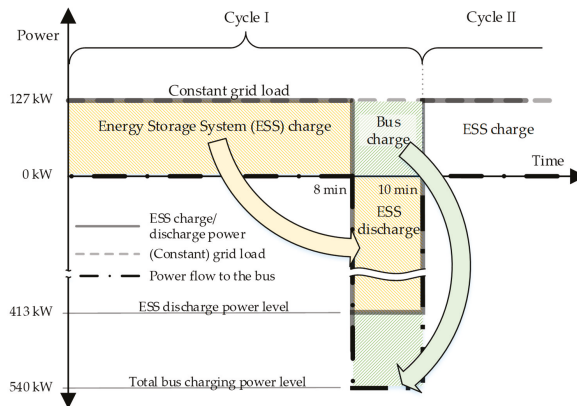 Cycle I
Cycle II
Power
Constant grid load
127 kW
Energy Storage System (ESS) charge
Bus
charge
ESS charge
Time
0 kW
8 min
10 min
ESS
discharge
ESS charge/
discharge power
(Constant) grid load
Power flow to the bus
ESS discharge power level
413 kW
Total bus charging power level
540 kW